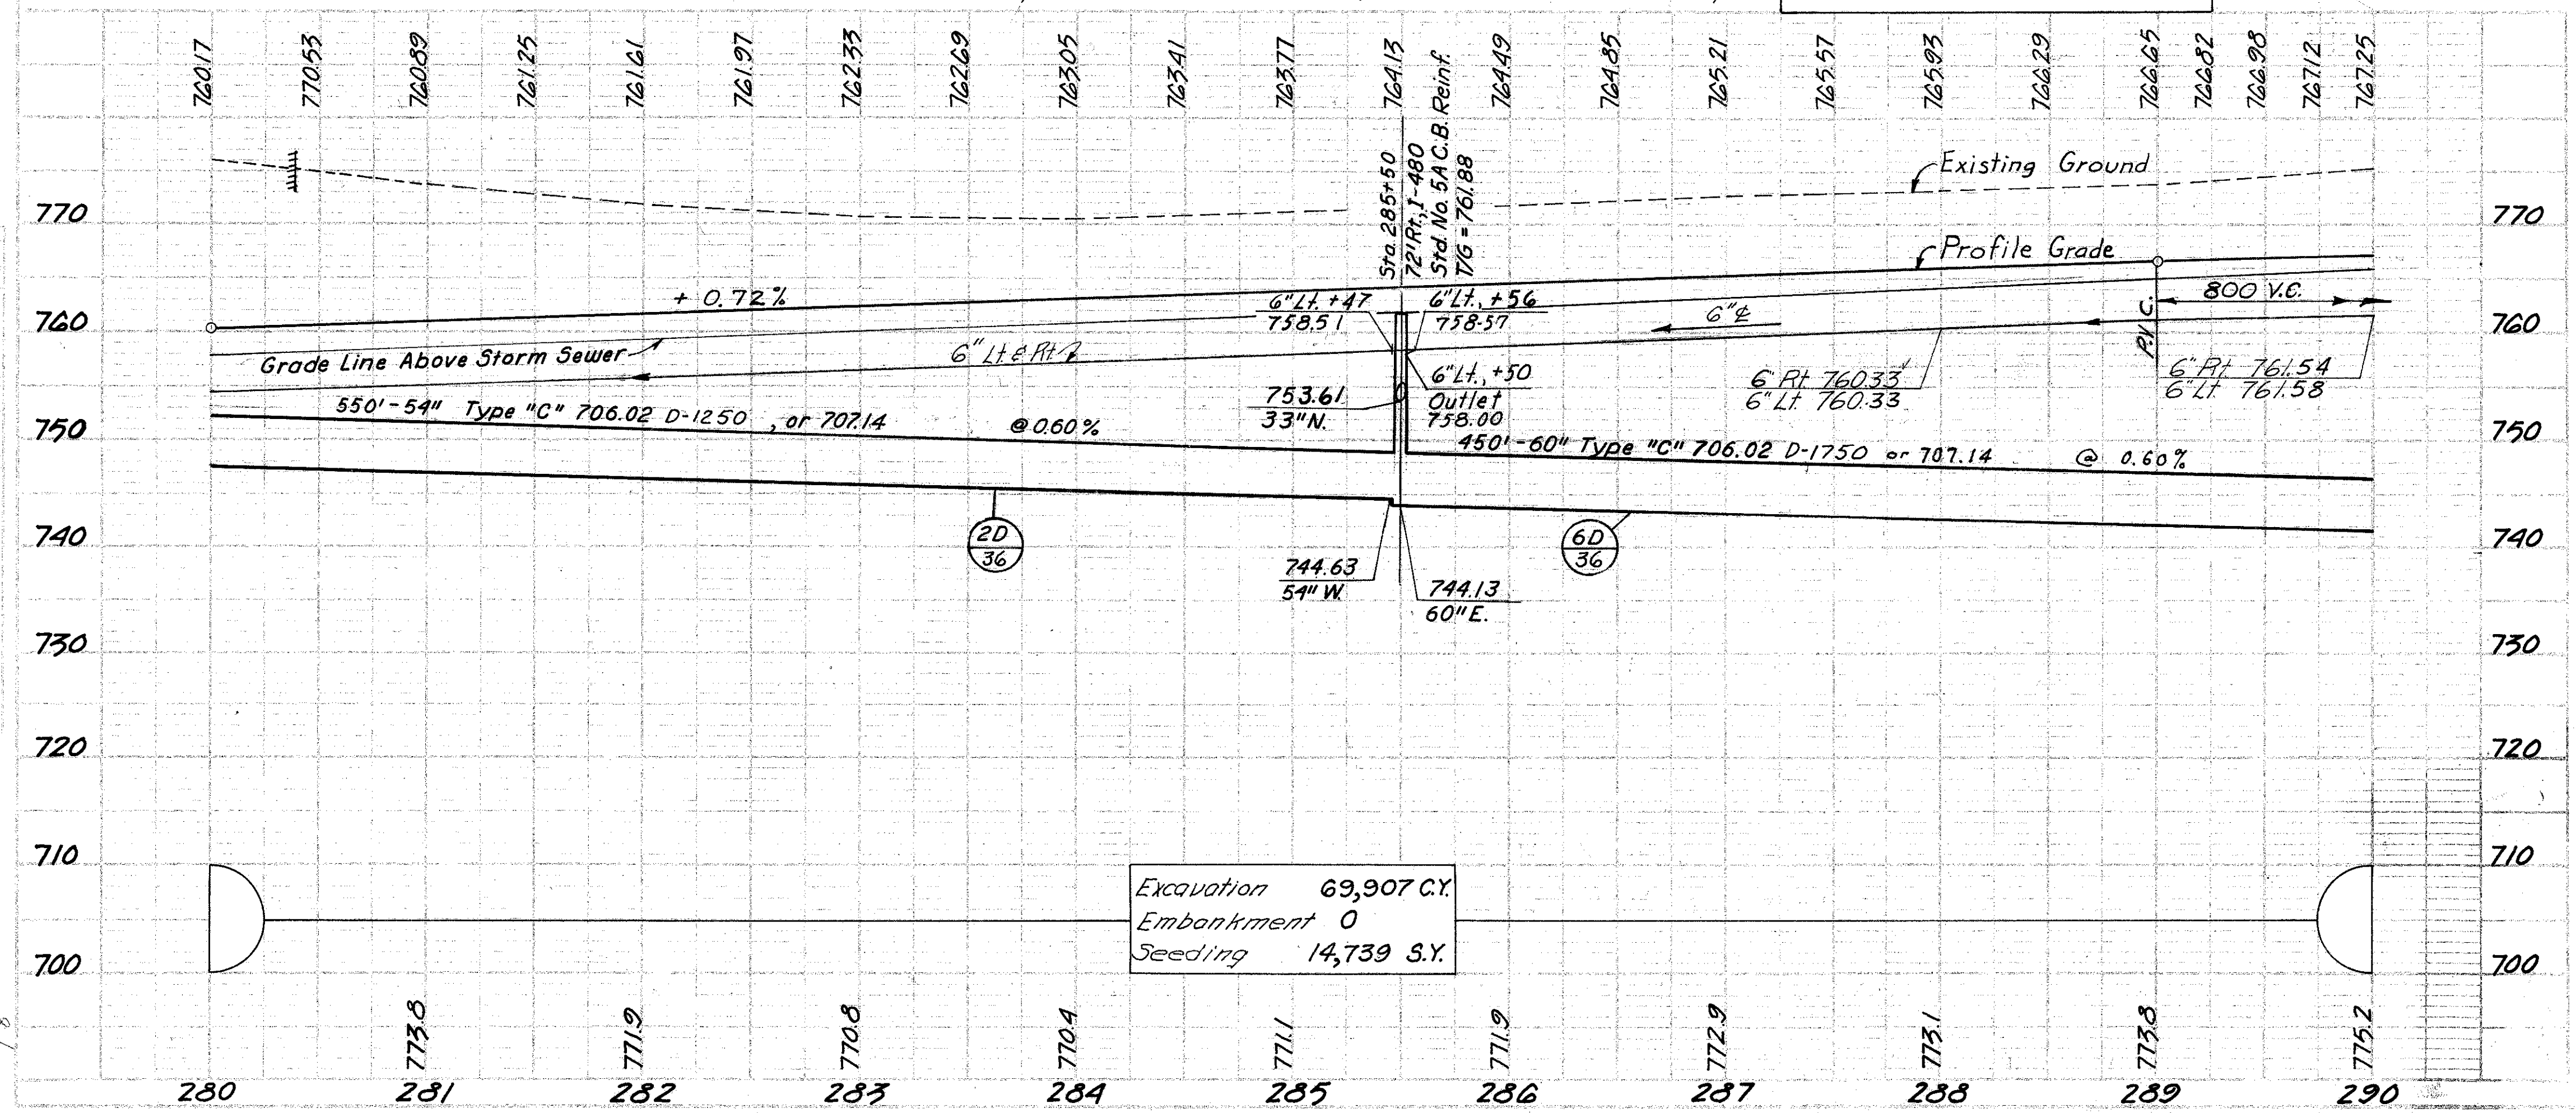 760.17 770.53 760.89 761.25 761.61 761.97 762.33 762.69 763.05 763.41 763.77 764.13 764.49 764.85 765.21 765.57 765.93 766.29 766.65 766.82 766.98 767.12 767.25
Sta. 285+50
72' Rt., I-480
Std. No. 5A C.B. Reinf.
T/G = 761.88
Existing Ground
770 770
Profile Grade
+ 0.72%
6" Lt. +47
758.51
6" Lt., +56
758.57
6" ⅊
800 V.C.
P.V.C.
760 760
Grade Line Above Storm Sewer
6" Lt & Rt
6" Lt., +50
Outlet
758.00
753.61
33" N.
6" Rt. 760.33
6" Lt. 760.33
6" Rt. 761.54
6" Lt. 761.58
550'-54" Type "C" 706.02 D-1250 , or 707.14 @ 0.60%
750 750
450'-60" Type "C" 706.02 D-1750 or 707.14 @ 0.60%
2D
36
6D
36
740 740
744.63
54" W.
744.13
60" E.
730 730
720 720
710 710
Excavation 69,907 C.Y.
Embankment 0
Seeding 14,739 S.Y.
700 700
773.8 771.9 770.8 770.4 771.1 771.9 772.9 773.1 773.8 775.2
280 281 282 283 284 285 286 287 288 289 290